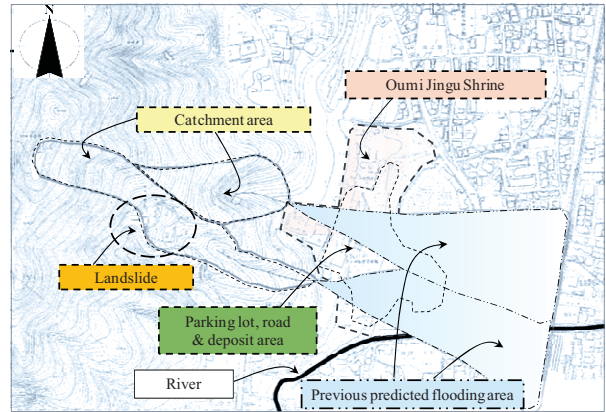 Oumi Jingu Shrine
Catchment area
Landslide
Parking lot, road
& deposit area
River
Previous predicted flooding area